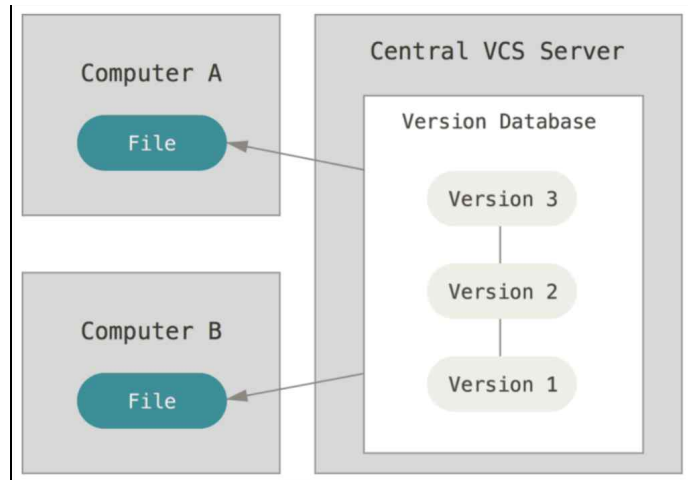 Computer A
File
Computer B
File
Central VCS Server
Version Database
Version 3
Version 2
Version 1